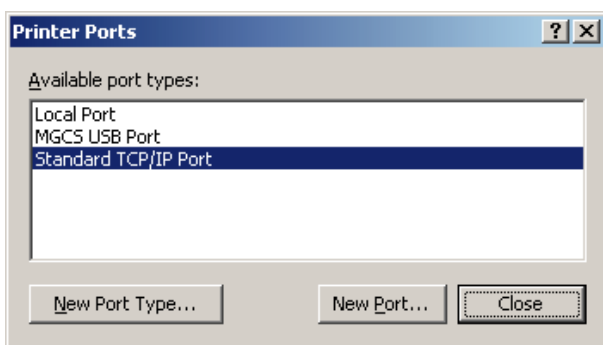 Printer Ports
Available port types:
Local Port
MGCS USB Port
Standard TCP/IP Port
New Port Type... New Port... Close